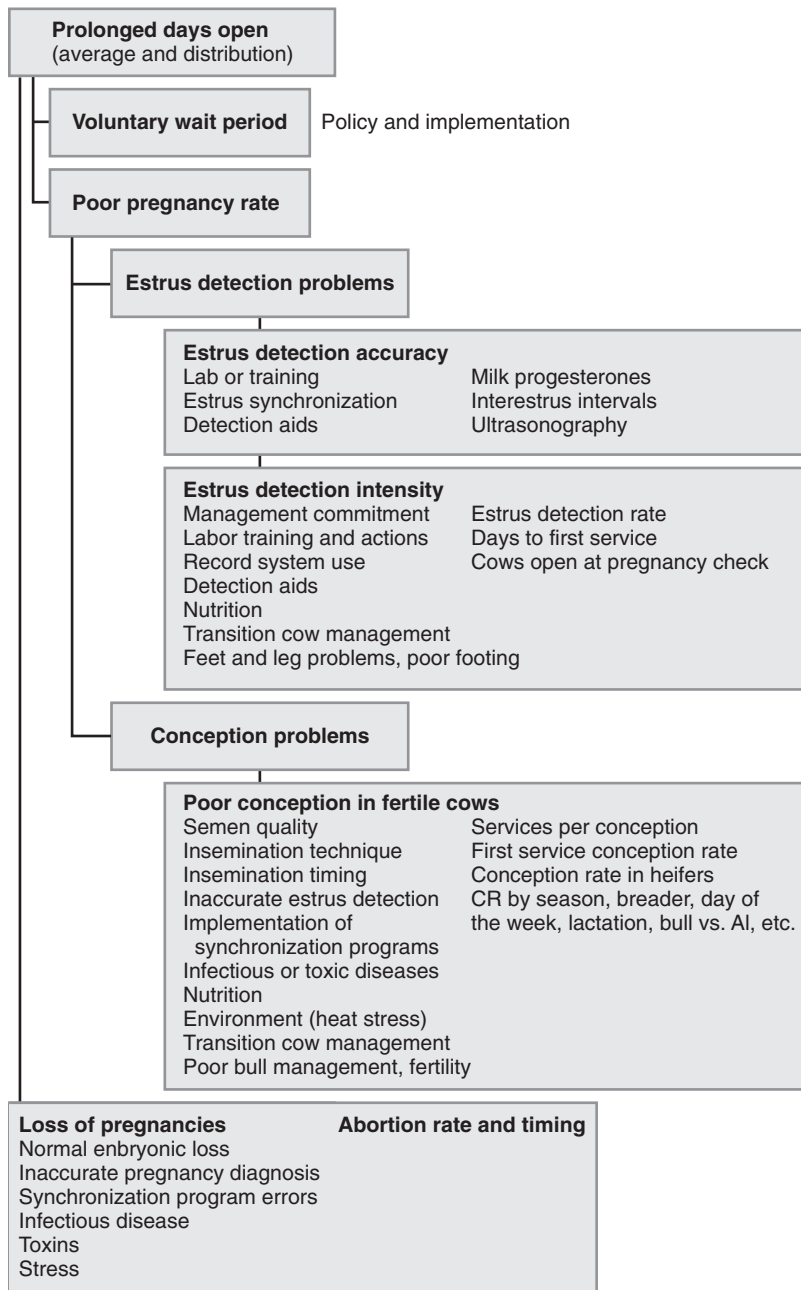 Prolonged days open
(average and distribution)
Voluntary wait period
Policy and implementation
Poor pregnancy rate
Estrus detection problems
Estrus detection accuracy
Lab or training
Estrus synchronization
Detection aids
Milk progesterones
Interestrus intervals
Ultrasonography
Estrus detection intensity
Management commitment
Labor training and actions
Record system use
Detection aids
Nutrition
Transition cow management
Feet and leg problems, poor footing
Estrus detection rate
Days to first service
Cows open at pregnancy check
Conception problems
Poor conception in fertile cows
Semen quality
Insemination technique
Insemination timing
Inaccurate estrus detection
Implementation of
synchronization programs
Infectious or toxic diseases
Nutrition
Environment (heat stress)
Transition cow management
Poor bull management, fertility
Services per conception
First service conception rate
Conception rate in heifers
CR by season, breader, day of
the week, lactation, bull vs. AI, etc.
Loss of pregnancies
Normal enbryonic loss
Inaccurate pregnancy diagnosis
Synchronization program errors
Infectious disease
Toxins
Stress
Abortion rate and timing